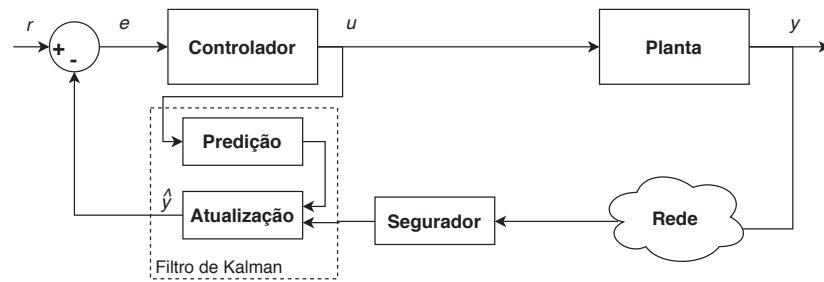 r
+
-
e
Controlador
u
Planta
y
Predição
ŷ
Atualização
Segurador
Rede
Filtro de Kalman